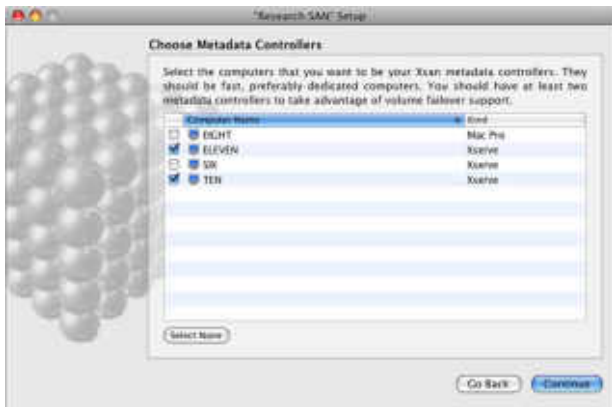 "Research SAN" Setup
Choose Metadata Controllers
Select the computers that you want to be your Xsan metadata controllers. They
should be fast, preferably dedicated computers. You should have at least two
metadata controllers to take advantage of volume failover support.
Computer Name Kind
EIGHT Mac Pro
ELEVEN Xserve
SIX Xserve
TEN Xserve
Select None
Go Back Continue